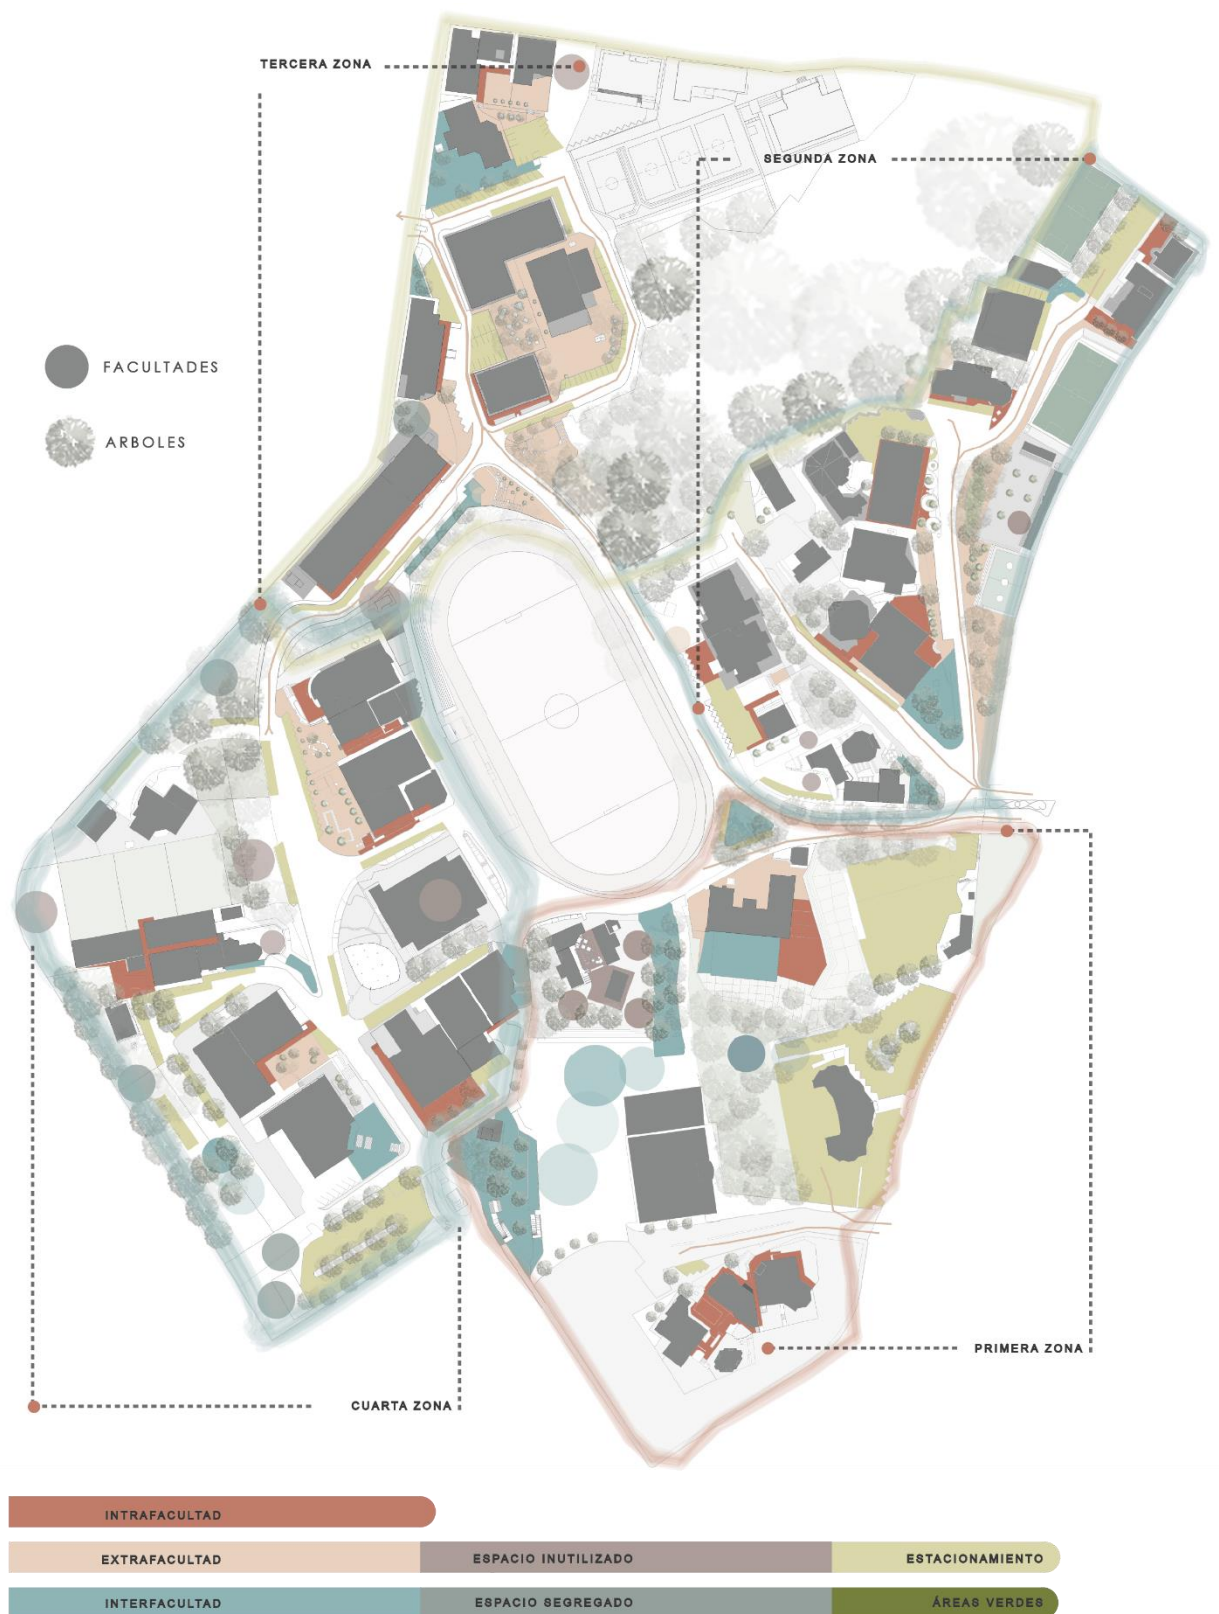 TERCERA ZONA
SEGUNDA ZONA
FACULTADES
ARBOLES
PRIMERA ZONA
CUARTA ZONA
INTRAFACULTAD
EXTRAFACULTAD ESPACIO INUTILIZADO ESTACIONAMIENTO
INTERFACULTAD ESPACIO SEGREGADO ÁREAS VERDES